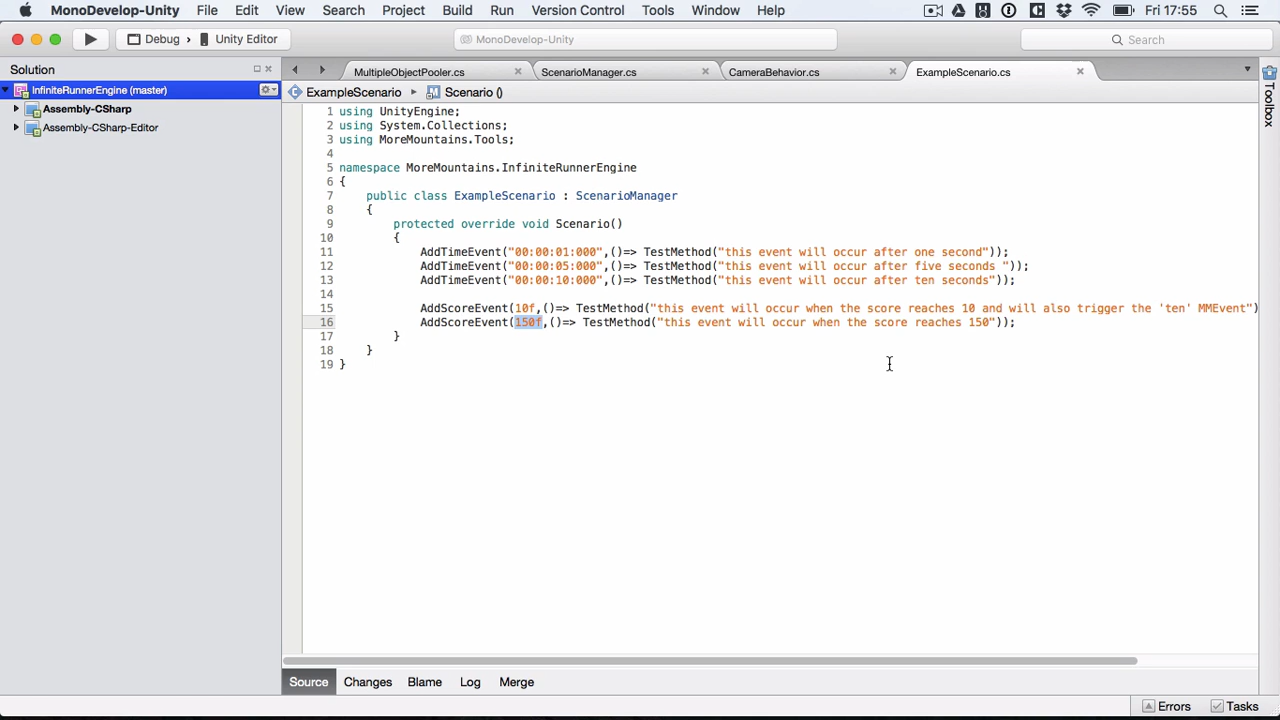 MonoDevelop-Unity File Edit View Search Project Build Run Version Control Tools Window Help Fri 17:55
Debug Unity Editor MonoDevelop-Unity Search
Solution
MultipleObjectPooler.cs ScenarioManager.cs CameraBehavior.cs ExampleScenario.cs
InfiniteRunnerEngine (master)
Assembly-CSharp
Assembly-CSharp-Editor
Toolbox
ExampleScenario Scenario ()
1 using UnityEngine;
2 using System.Collections;
3 using MoreMountains.Tools;
4
5 namespace MoreMountains.InfiniteRunnerEngine
6 {
7 public class ExampleScenario : ScenarioManager
8 {
9 protected override void Scenario()
10 {
11 AddTimeEvent("00:00:01:000",()=> TestMethod("this event will occur after one second"));
12 AddTimeEvent("00:00:05:000",()=> TestMethod("this event will occur after five seconds "));
13 AddTimeEvent("00:00:10:000",()=> TestMethod("this event will occur after ten seconds"));
14
15 AddScoreEvent(10f,()=> TestMethod("this event will occur when the score reaches 10 and will also trigger the 'ten' MMEvent")
16 AddScoreEvent(150f,()=> TestMethod("this event will occur when the score reaches 150"));
17 }
18 }
19 }
Source Changes Blame Log Merge
Errors Tasks